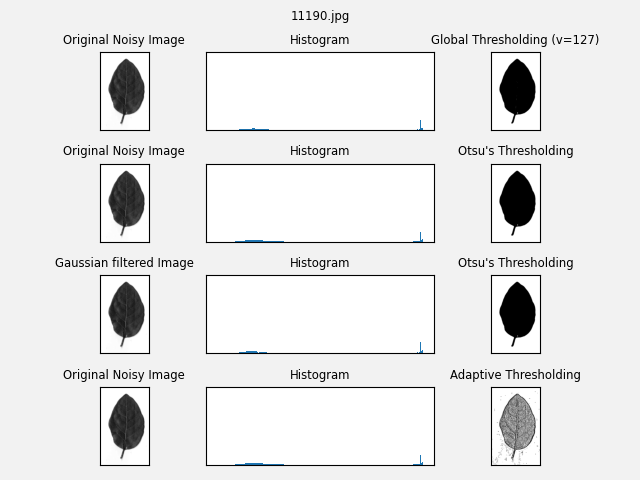 11190.jpg
Original Noisy Image Histogram Global Thresholding (v=127)
Original Noisy Image Histogram Otsu's Thresholding
Gaussian filtered Image Histogram Otsu's Thresholding
Original Noisy Image Histogram Adaptive Thresholding